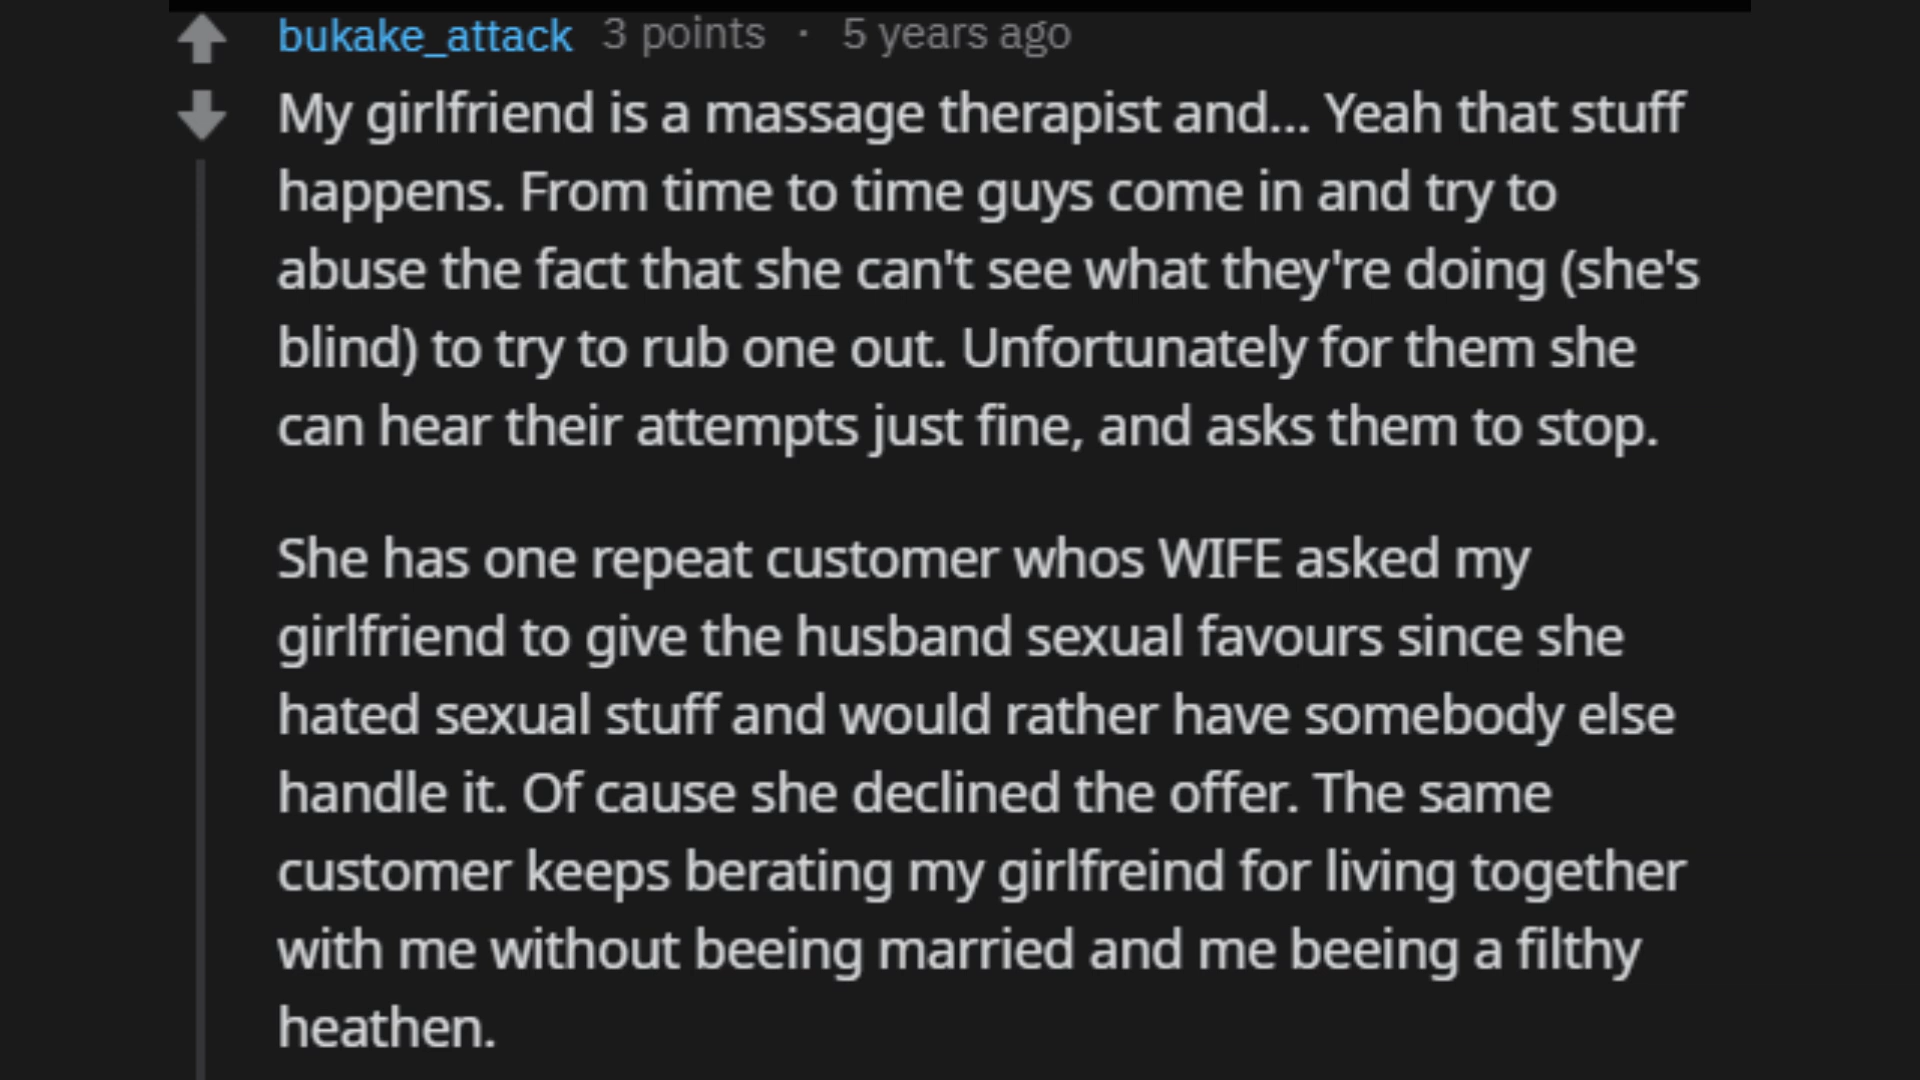 bukake_attack 3 points · 5 years ago
My girlfriend is a massage therapist and... Yeah that stuff
happens. From time to time guys come in and try to
abuse the fact that she can't see what they're doing (she's
blind) to try to rub one out. Unfortunately for them she
can hear their attempts just fine, and asks them to stop.
She has one repeat customer whos WIFE asked my
girlfriend to give the husband sexual favours since she
hated sexual stuff and would rather have somebody else
handle it. Of cause she declined the offer. The same
customer keeps berating my girlfreind for living together
with me without beeing married and me beeing a filthy
heathen.